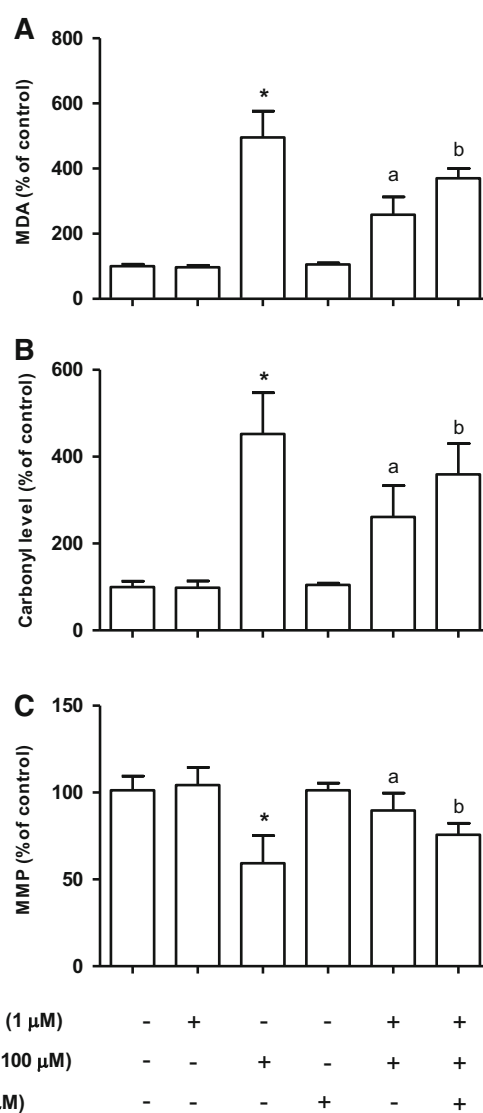 A
800
600
400
200
0
MDA (% of control)
*
a
b
B
600
400
200
0
Carbonyl level (% of control)
*
a
b
C
150
100
50
0
MMP (% of control)
*
a
b
(1 μM) - + - - + +
100 μM) - - + - + +
M) - - - + - +